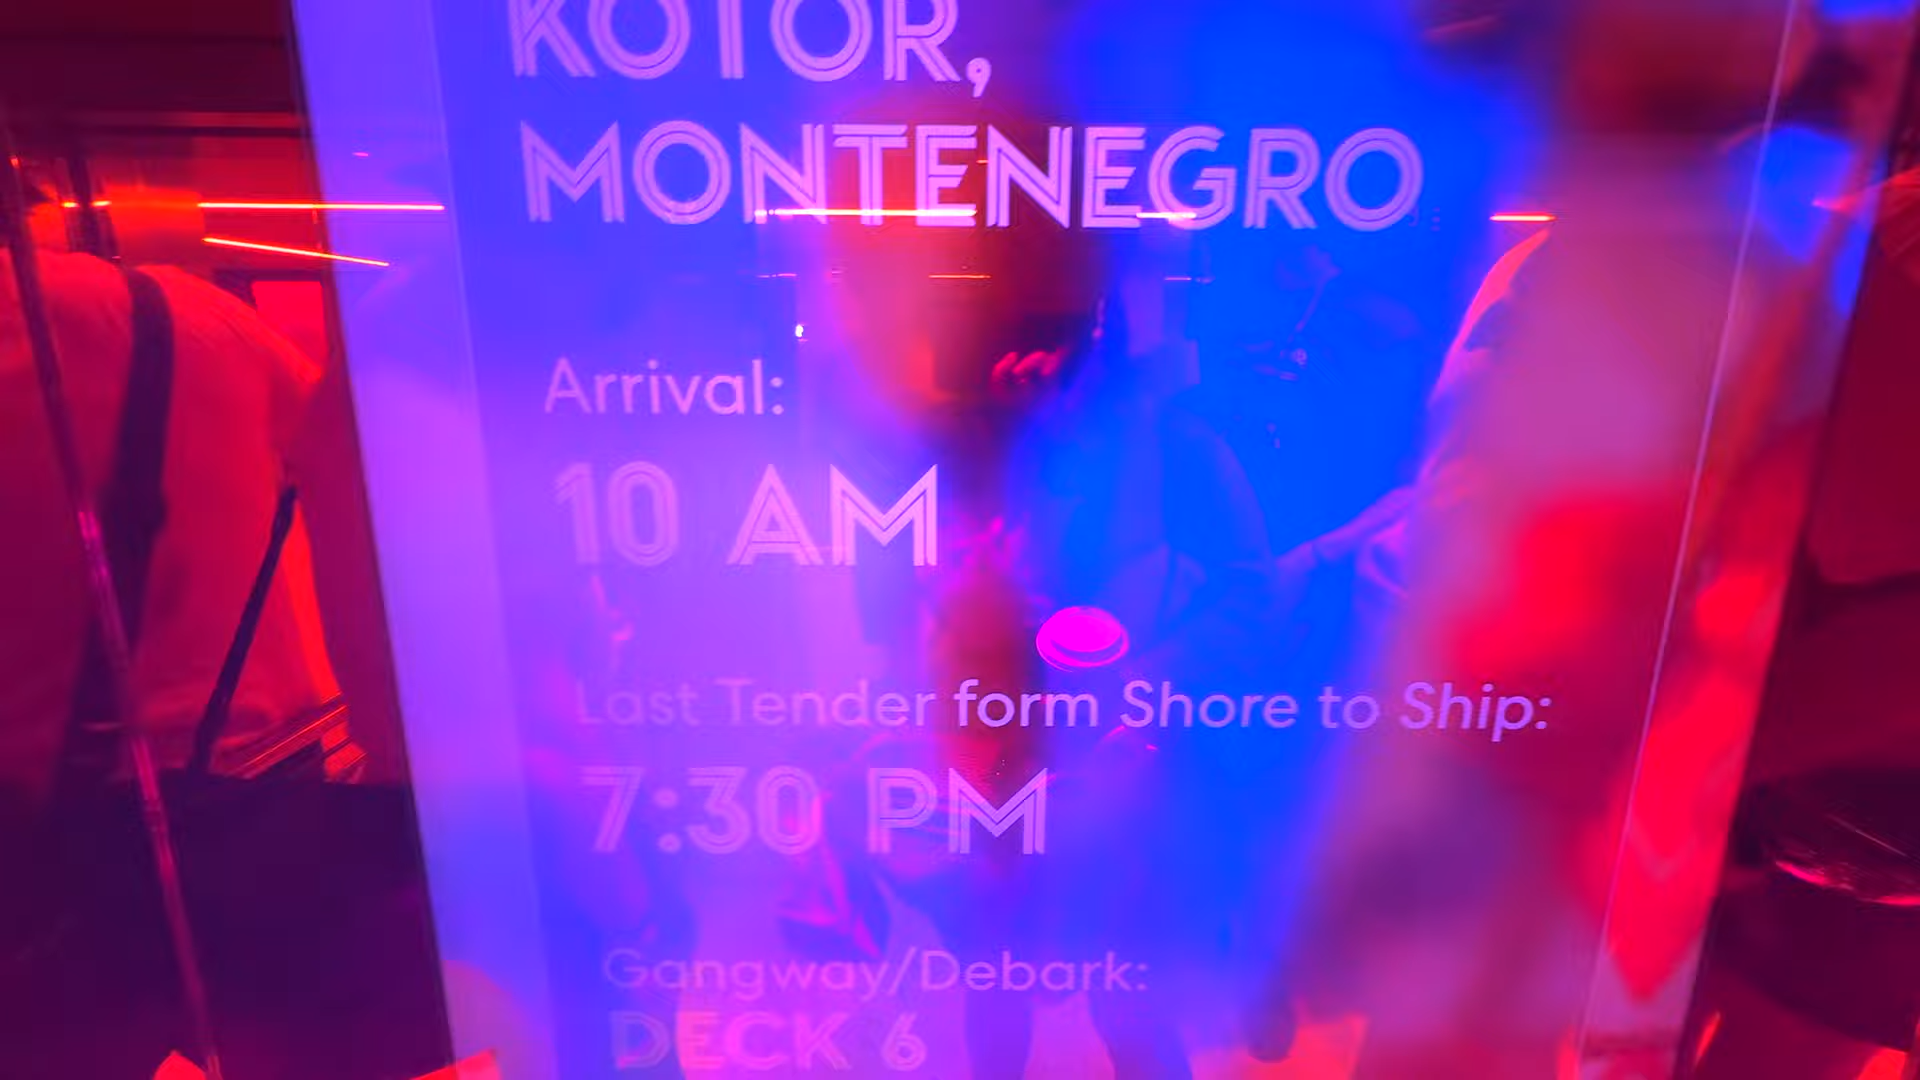 KOTOR,
MONTENEGRO
Arrival:
10 AM
Last Tender form Shore to Ship:
7:30 PM
Gangway/Debark:
DECK 6